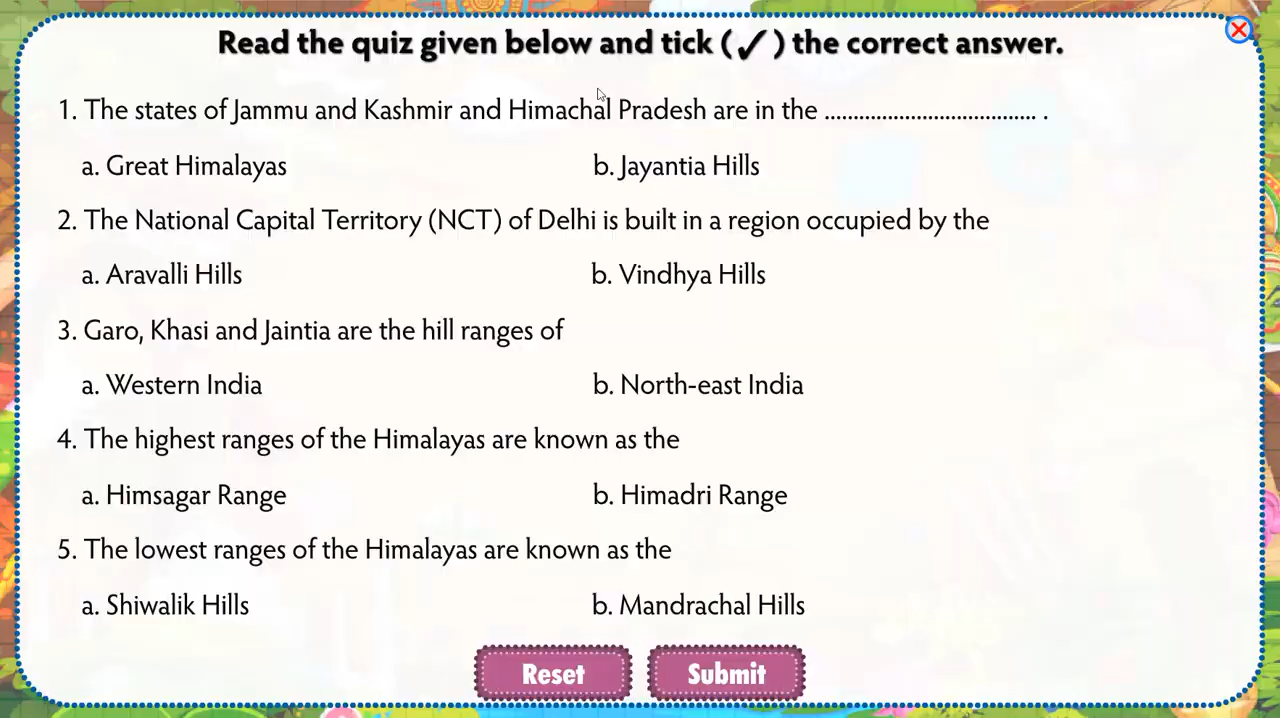 Read the quiz given below and tick (✓) the correct answer.
1. The states of Jammu and Kashmir and Himachal Pradesh are in the ..................................... .
a. Great Himalayas b. Jayantia Hills
2. The National Capital Territory (NCT) of Delhi is built in a region occupied by the
a. Aravalli Hills b. Vindhya Hills
3. Garo, Khasi and Jaintia are the hill ranges of
a. Western India b. North-east India
4. The highest ranges of the Himalayas are known as the
a. Himsagar Range b. Himadri Range
5. The lowest ranges of the Himalayas are known as the
a. Shiwalik Hills b. Mandrachal Hills
Reset Submit